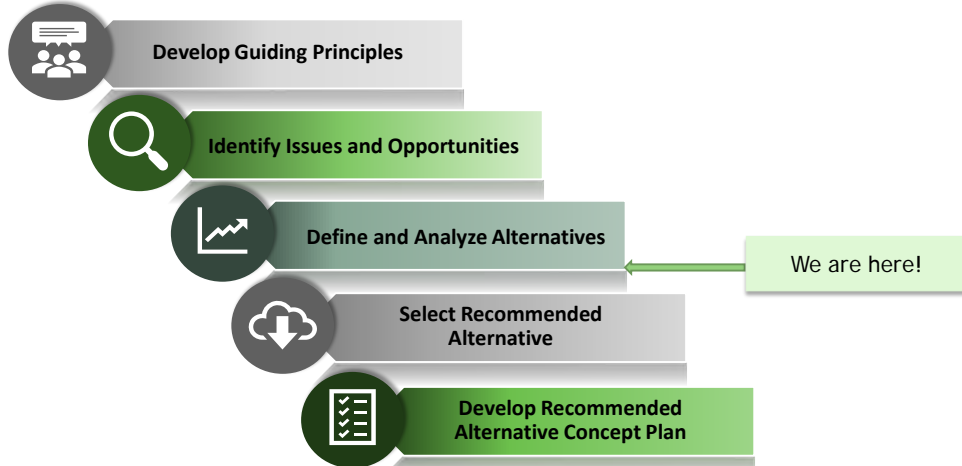 Develop Guiding Principles
Identify Issues and Opportunities
Define and Analyze Alternatives
We are here!
Select Recommended
Alternative
Develop Recommended
Alternative Concept Plan